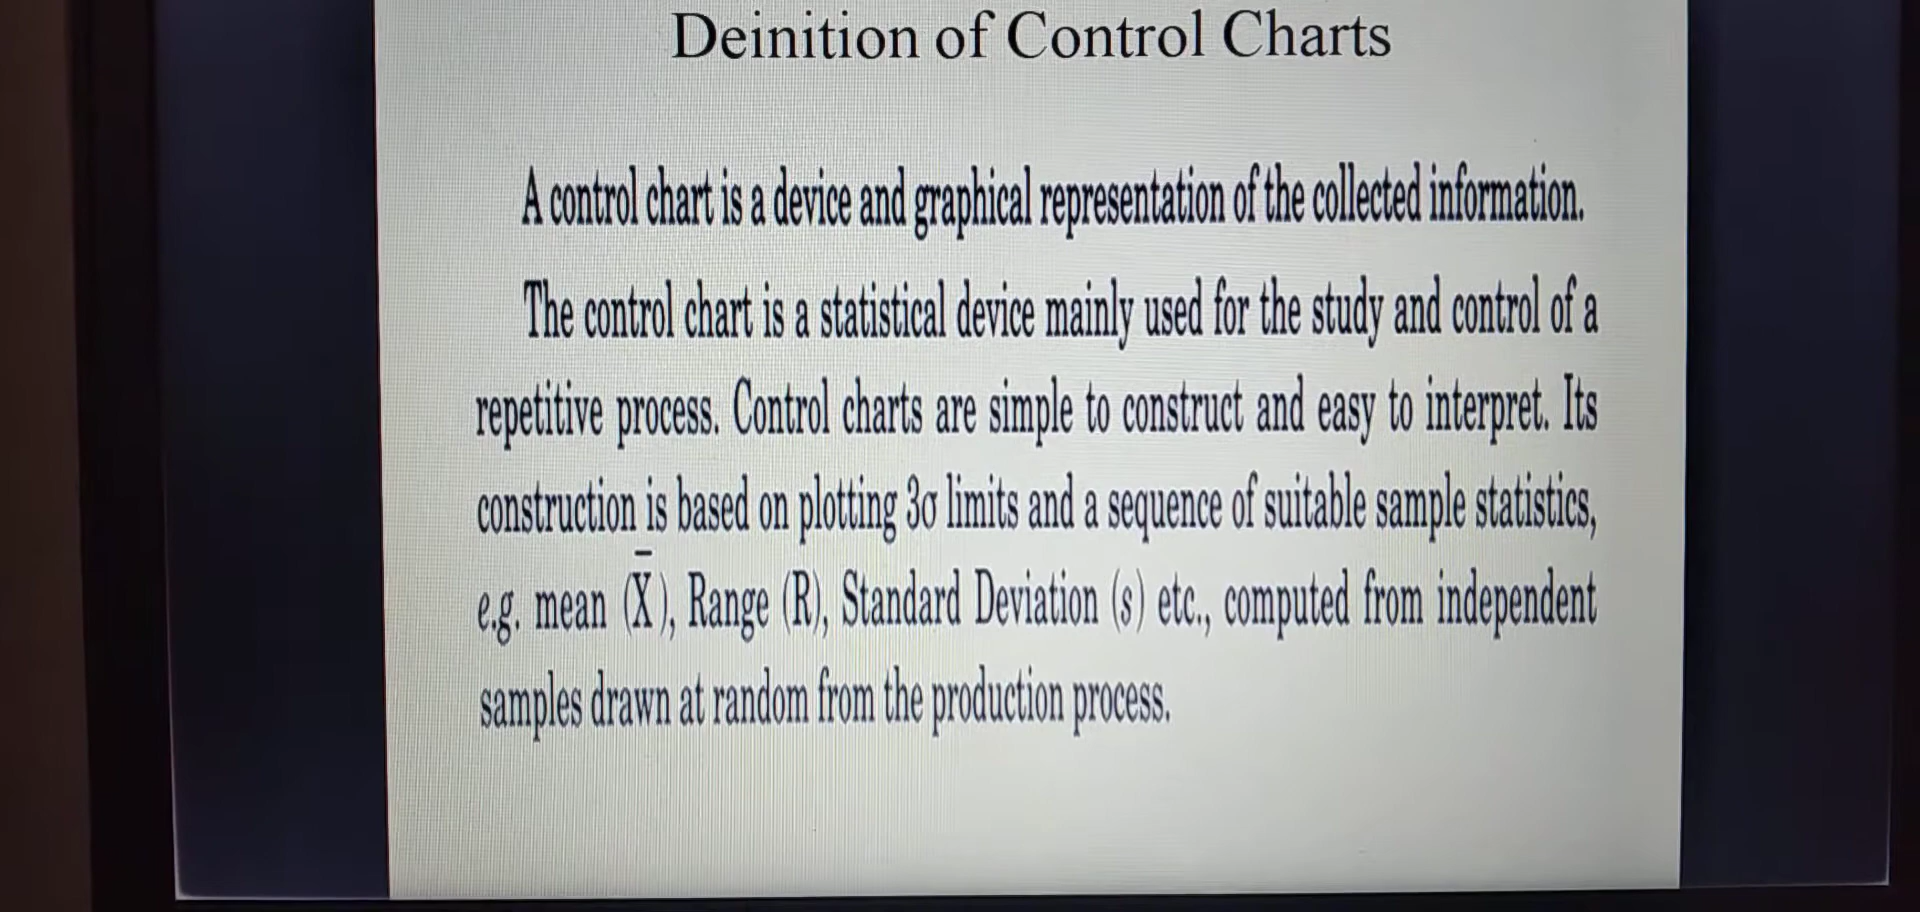 Deinition of Control Charts
A control chart is a device and graphical representation of the collected information.
The control chart is a statistical device mainly used for the study and control of a
repetitive process. Control charts are simple to construct and easy to interpret. Its
construction is based on plotting 3σ limits and a sequence of suitable sample statistics,
e.g. mean (X̄), Range (R), Standard Deviation (s) etc., computed from independent
samples drawn at random from the production process.